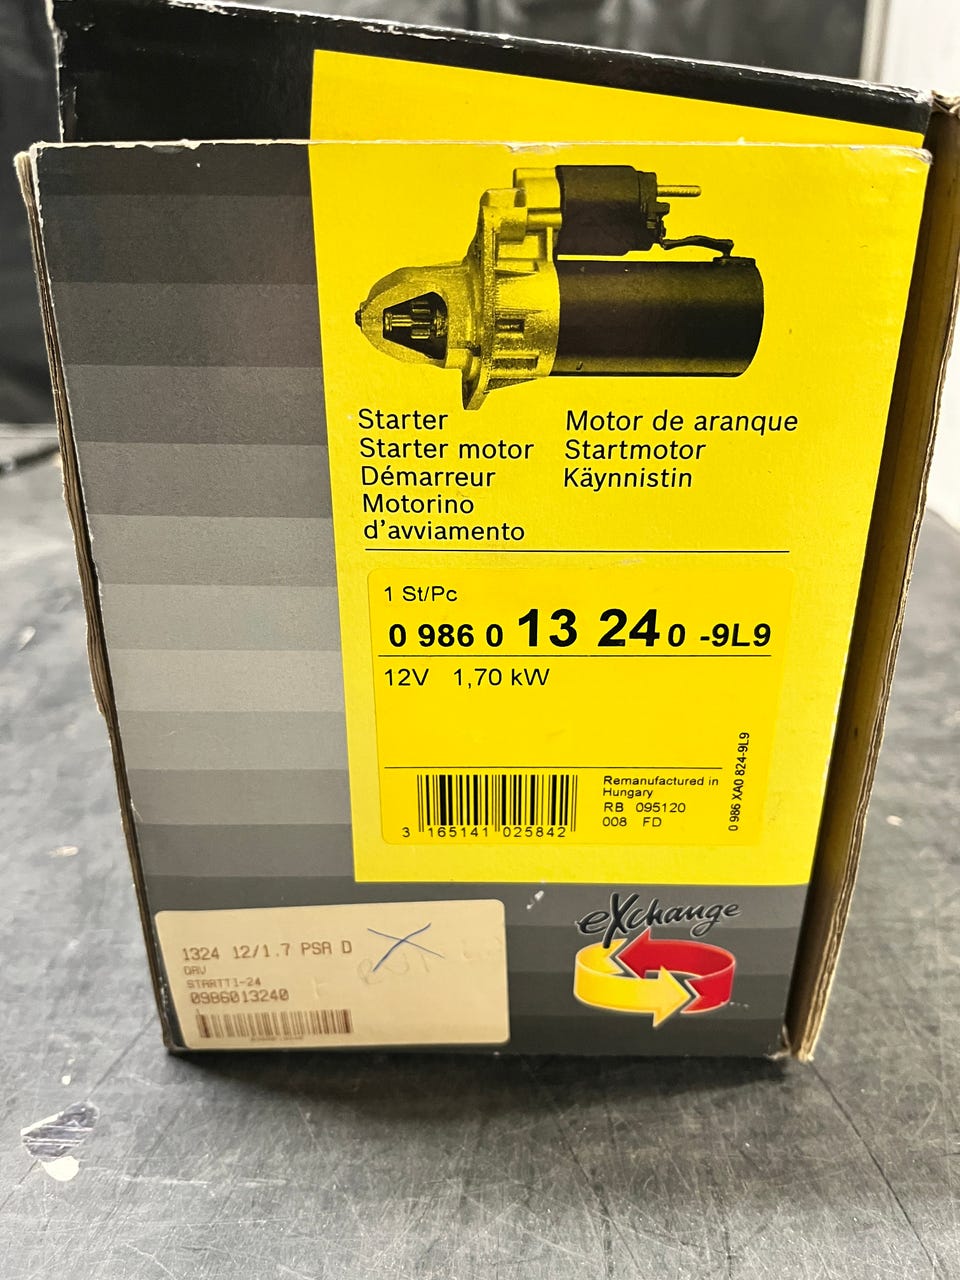 Starter
Starter motor
Démarreur
Motorino
d'avviamento
Motor de aranque
Startmotor
Käynnistin
1 St/Pc
0 986 0 13 24 0 -9L9
12V 1,70 kW
3 165141 025842
Remanufactured in
Hungary
RB 095120
008 FD
0 986 XA0 824-9L9
eXchange
1324 12/1.7 PSA D
STARTT1-24
0986013240